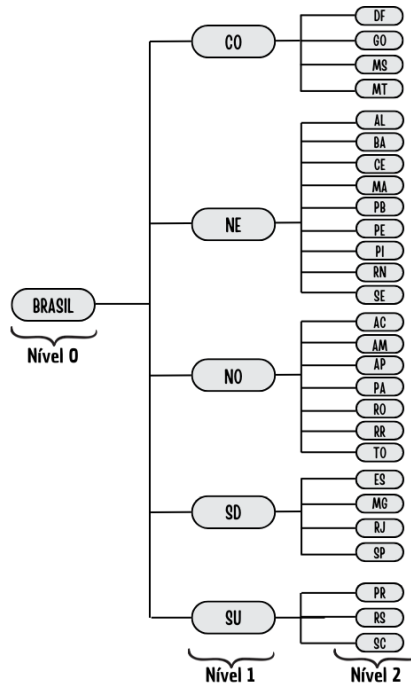 DF
CO
GO
MS
MT
AL
BA
CE
MA
PB
NE
PE
PI
RN
SE
BRASIL
Nível 0
AC
AM
AP
NO
PA
RO
RR
TO
ES
MG
SD
RJ
SP
PR
SU
RS
SC
Nível 1
Nível 2